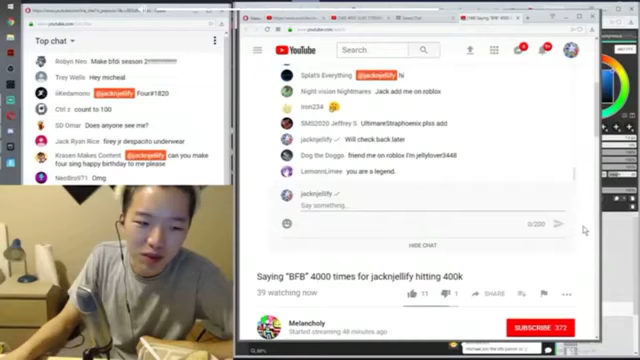 Top chat
Robyn Neo Make bfdi season 2!!!!!!!!!!!!!!!!!!!
Trey Wells Hey micheal
@jacknjellify Four#1820
Ctrl z count to 100
SD Omar Does anyone see me?
Jack Ryan Rice firey jr despacito underwear
Kraxen Makes Content @jacknjellify can you make
four sing happy birthday to me please
Omg
YouTube
Search
Splat's Everything @jacknjellify hi
Night vision Nightmares Jack add me on roblox
iron234
SMS2020 Jeffrey S UltimareStraphoenix plss add
jacknjellify Will check back later
Dog the Doggo friend me on roblox I'm jellylover3448
LemonnLimee you are a legend.
jacknjellify
Say something...
0/200
HIDE CHAT
Saying "BFB" 4000 times for jacknjellify hitting 400k
39 watching now
11
1
SHARE
Melancholy
Started streaming 48 minutes ago
SUBSCRIBE 372